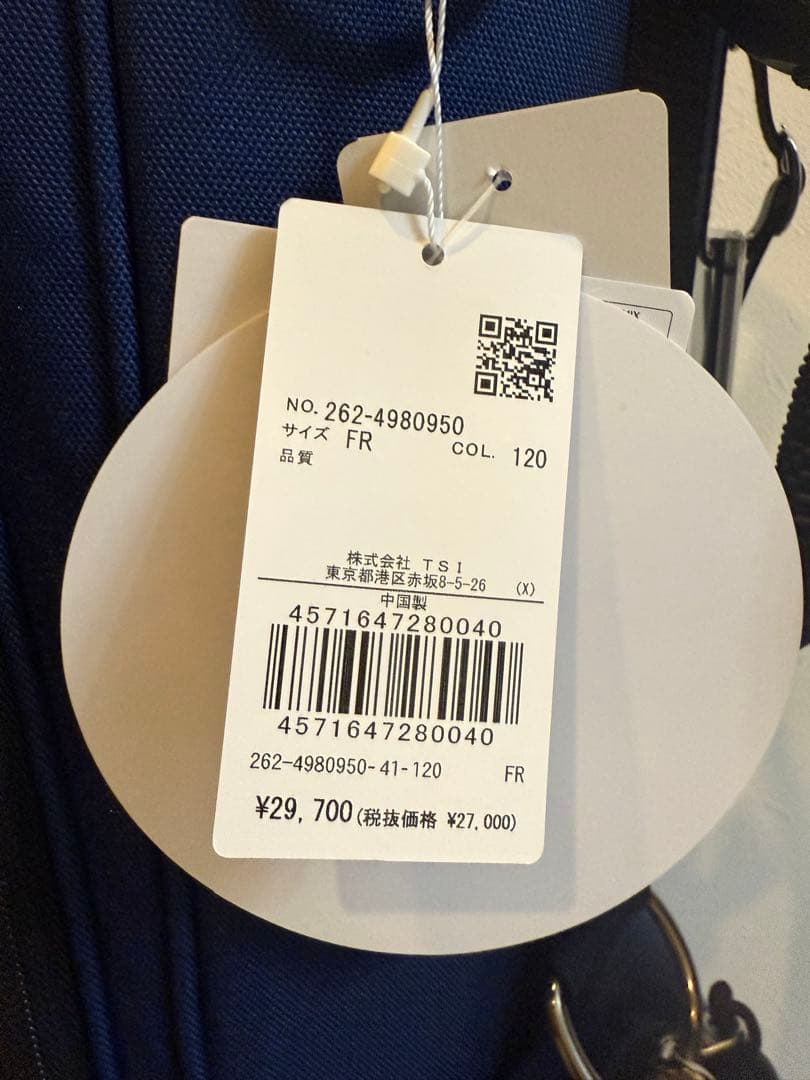 NO. 262-4980950
サイズ FR COL. 120
品質
株式会社 TSI
東京都港区赤坂8-5-26 (X)
中国製
4571647280040
4571647280040
262-4980950-41-120 FR
¥29,700(税抜価格 ¥27,000)